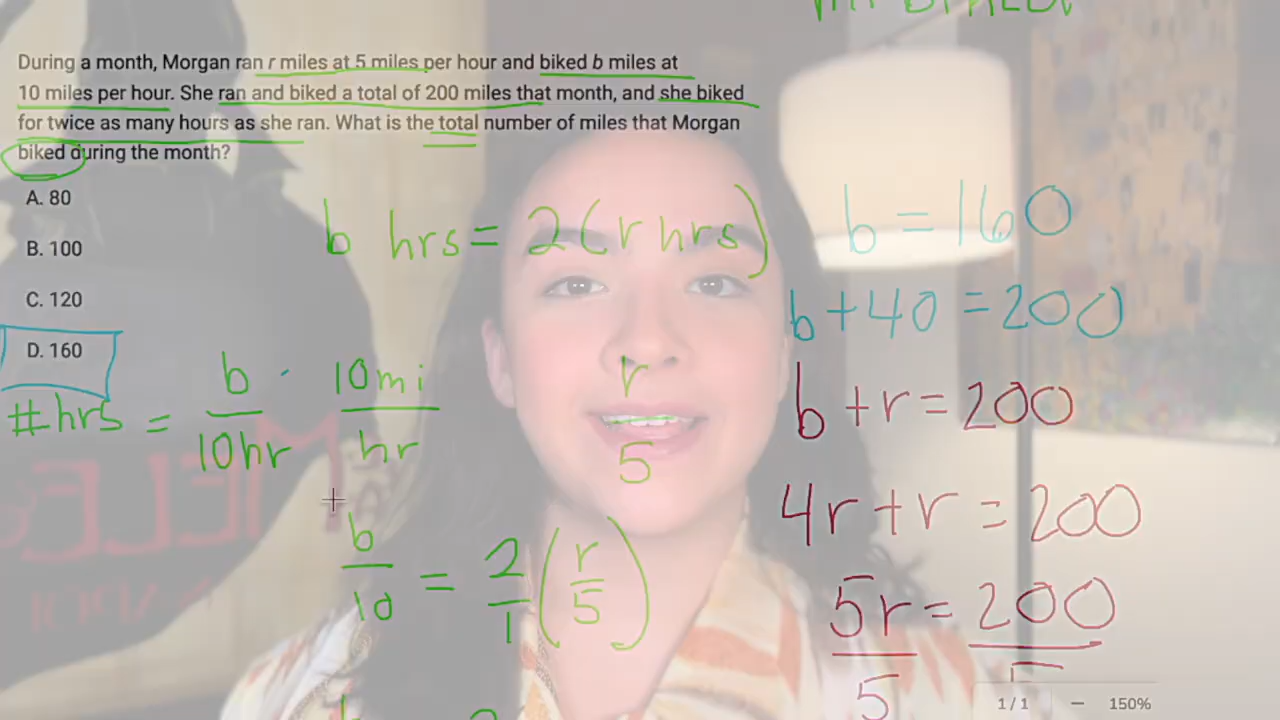 During a month, Morgan ran r miles at 5 miles per hour and biked b miles at
10 miles per hour. She ran and biked a total of 200 miles that month, and she biked
for twice as many hours as she ran. What is the total number of miles that Morgan
biked during the month?
A. 80
B. 100
C. 120
D. 160
b hrs = 2(r hrs)
#hrs = b/10hr · 10mi/hr
r/5
b/10 = 2/1 (r/5)
b = 160
b + 40 = 200
b + r = 200
4r + r = 200
5r = 200
5
1 / 1 − 150%